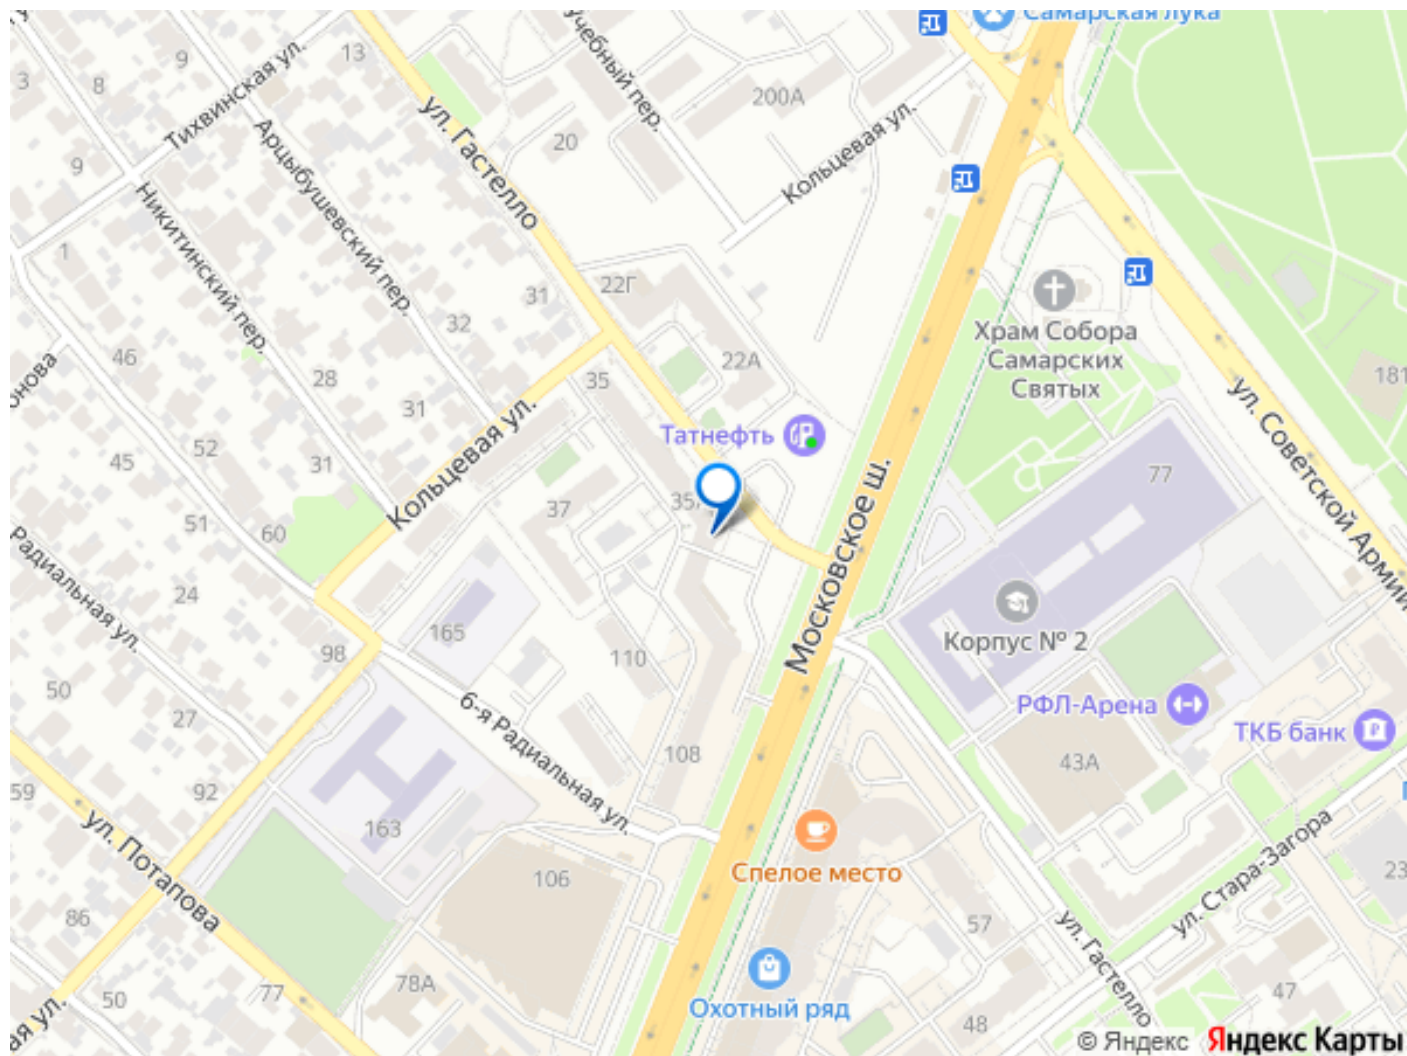 Самарская лука
13
9
8
3
Тихвинская ул.
учебный пер.
200А
ул. Гастелло
20
Арцыбушевский пер.
Кольцевая ул.
9
Никитинский пер.
1
22Г
31
32
Храм Собора
Самарских
Святых
46
22А
181
онова
28
35
31
ул. Советской Армии
52
Татнефть
45
31
Кольцевая ул.
77
Московское ш.
37
35
51
60
Радиальная ул.
24
165
Корпус № 2
98
110
50
6-я Радиальная ул.
РФЛ-Арена
27
ТКБ банк
108
43А
59
92
ул. Потапова
163
Спелое место
ул. Стара-Загора
106
23
86
57
ул. Гастелло
78А
77
50
Охотный ряд
47
48
ая ул.
© Яндекс Яндекс Карты